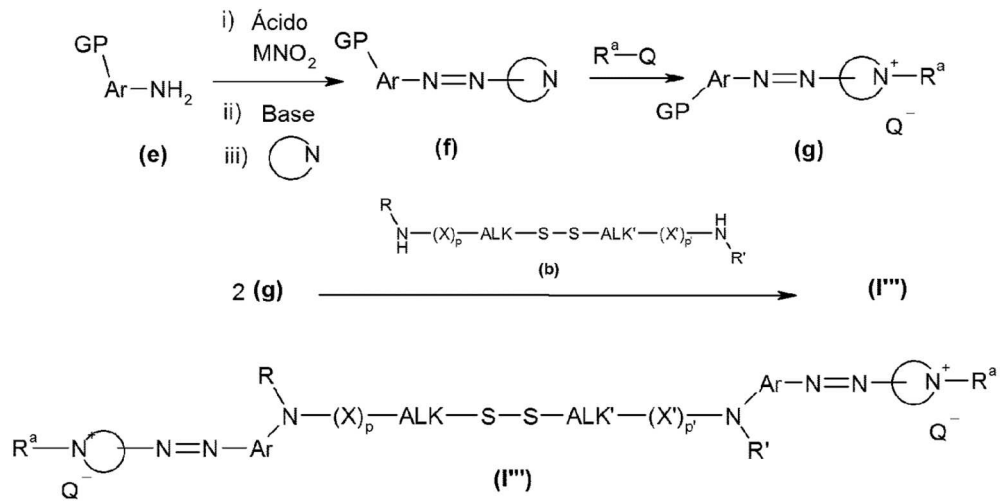 i) Ácido
MNO₂
ii) Base
iii) N
GP
Ar—NH₂
(e)
GP
Ar—N=N— N
(f)
Rᵃ—Q
Ar—N=N— N⁺—Rᵃ
GP
Q⁻
(g)
R
N—(X)ₚ—ALK—S—S—ALK'—(X')ₚ'—N
H
H
R'
(b)
2 (g)
(I''')
R
N—(X)ₚ—ALK—S—S—ALK'—(X')ₚ'—N
R'
Ar—N=N— N⁺—Rᵃ
Q⁻
Rᵃ—N⁺ —N=N—Ar
Q⁻
(I''')